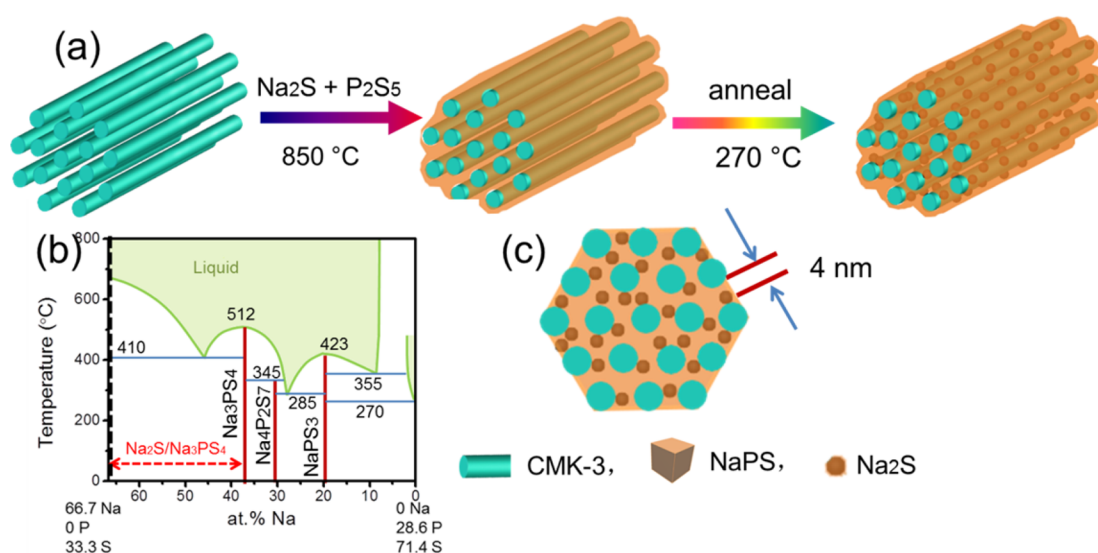 (a)
Na2S + P2S5
850 °C
anneal
270 °C
(b)
800
600
400
200
0
Temperature (°C)
Liquid
410
512
345
285
423
355
270
Na3PS4
Na4P2S7
NaPS3
Na2S/Na3PS4
60 50 40 30 20 10 0
at.% Na
66.7 Na
0 P
33.3 S
0 Na
28.6 P
71.4 S
(c)
4 nm
CMK-3, NaPS, Na2S